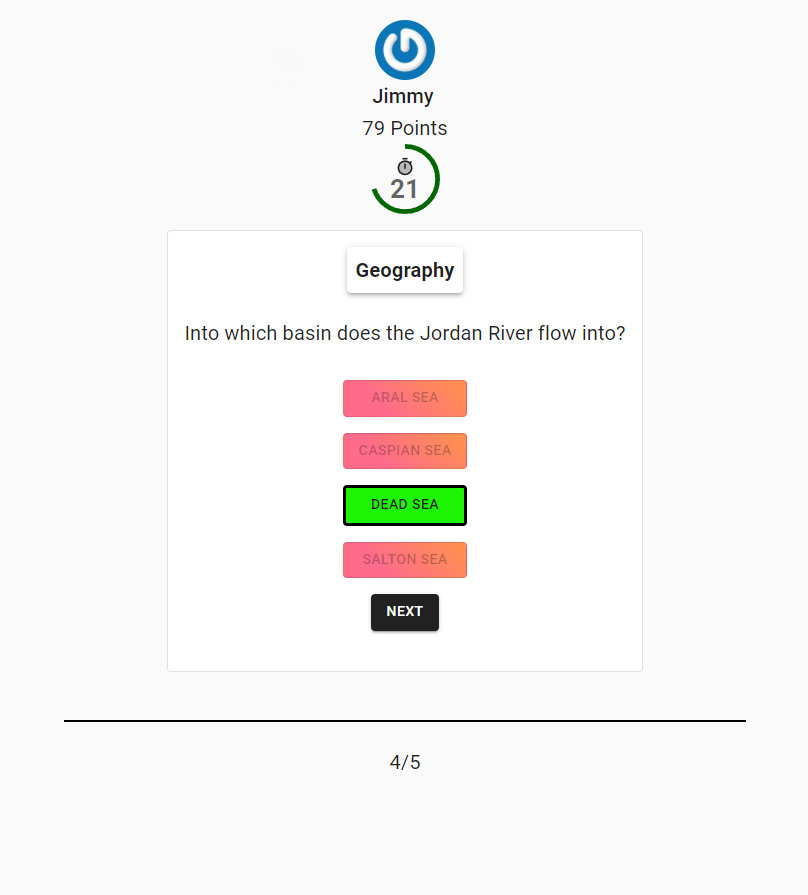 Jimmy
79 Points
21
Geography
Into which basin does the Jordan River flow into?
ARAL SEA
CASPIAN SEA
DEAD SEA
SALTON SEA
NEXT
4/5